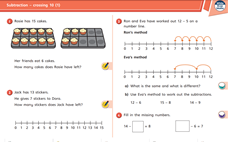 Subtraction – crossing 10 (1)
1 Rosie has 15 cakes.
Her friends eat 8 cakes.
How many cakes does Rosie have left?
2 Jack has 13 stickers.
He gives 7 stickers to Dora.
How many stickers does Jack have left?
0 1 2 3 4 5 6 7 8 9 10 11 12 13 14 15
3 Ron and Eva have worked out 12 – 5 on a
number line.
Ron's method
0 1 2 3 4 5 6 7 8 9 10 11 12
Eva's method
0 1 2 3 4 5 6 7 8 9 10 11 12
a) What is the same and what is different?
b) Use Eva's method to work out the subtractions.
12 – 6 15 – 8 16 – 9
Fill in the missing numbers.
16 – = 8
– 6 = 7